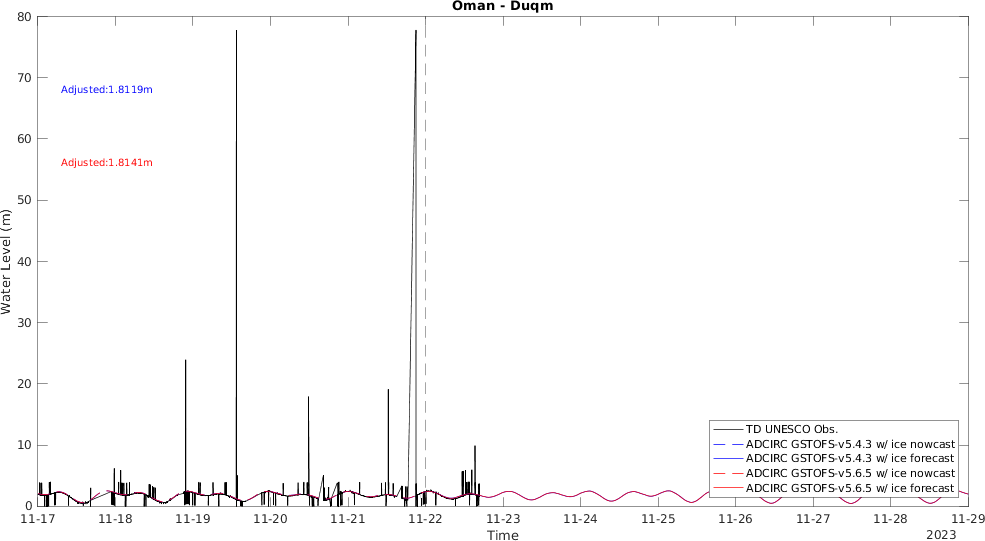 Oman - Duqm
80
70
60
50
40
30
20
10
0
Water Level (m)
Adjusted:1.8119m
Adjusted:1.8141m
TD UNESCO Obs.
ADCIRC GSTOFS-v5.4.3 w/ ice nowcast
ADCIRC GSTOFS-v5.4.3 w/ ice forecast
ADCIRC GSTOFS-v5.6.5 w/ ice nowcast
ADCIRC GSTOFS-v5.6.5 w/ ice forecast
11-17 11-18 11-19 11-20 11-21 11-22 11-23 11-24 11-25 11-26 11-27 11-28 11-29
Time
2023